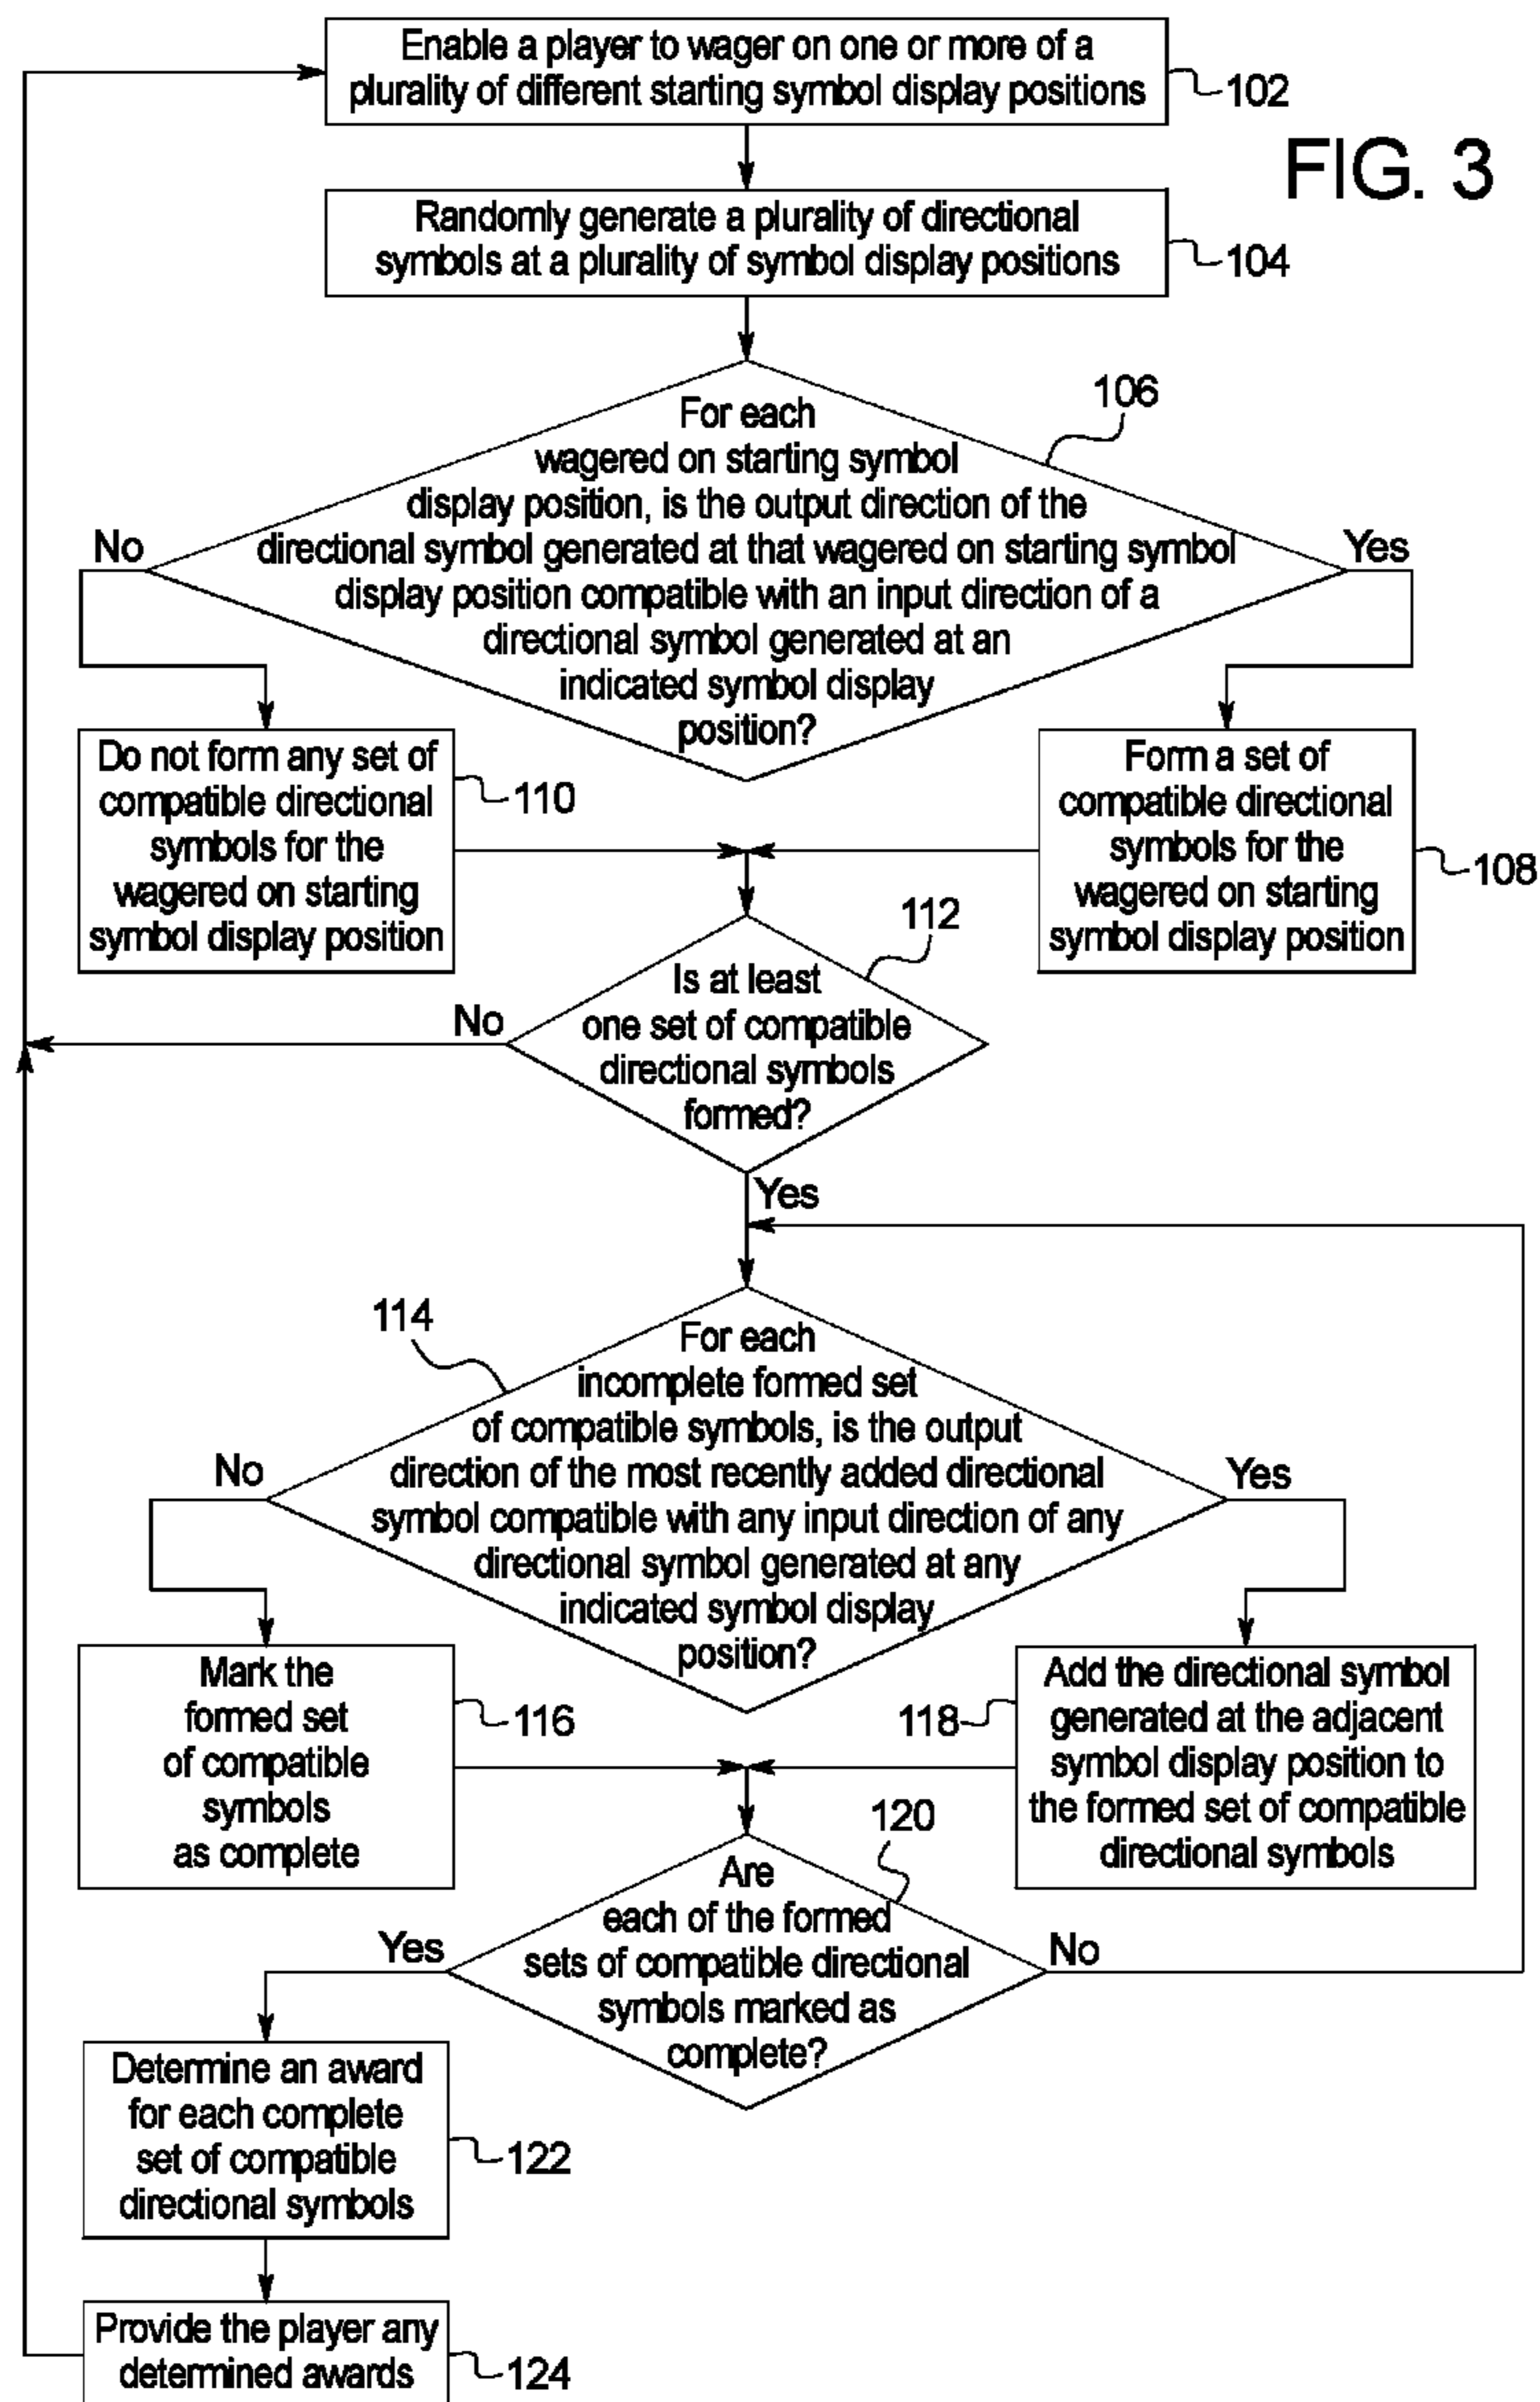 Enable a player to wager on one or more of a
plurality of different starting symbol display positions
102
FIG. 3
Randomly generate a plurality of directional
symbols at a plurality of symbol display positions
104
106
For each
wagered on starting symbol
display position, is the output direction of the
directional symbol generated at that wagered on starting symbol
display position compatible with an input direction of a
directional symbol generated at an
indicated symbol display
position?
No
Yes
Do not form any set of
compatible directional
symbols for the
wagered on starting
symbol display position
110
Form a set of
compatible directional
symbols for the
wagered on starting
symbol display position
108
112
Is at least
one set of compatible
directional symbols
formed?
No
Yes
114
For each
incomplete formed set
of compatible symbols, is the output
direction of the most recently added directional
symbol compatible with any input direction of any
directional symbol generated at any
indicated symbol display
position?
No
Yes
Mark the
formed set
of compatible
symbols
as complete
116
118
Add the directional symbol
generated at the adjacent
symbol display position to
the formed set of compatible
directional symbols
120
Are
each of the formed
sets of compatible directional
symbols marked as
complete?
Yes
No
Determine an award
for each complete
set of compatible
directional symbols
122
Provide the player any
determined awards
124